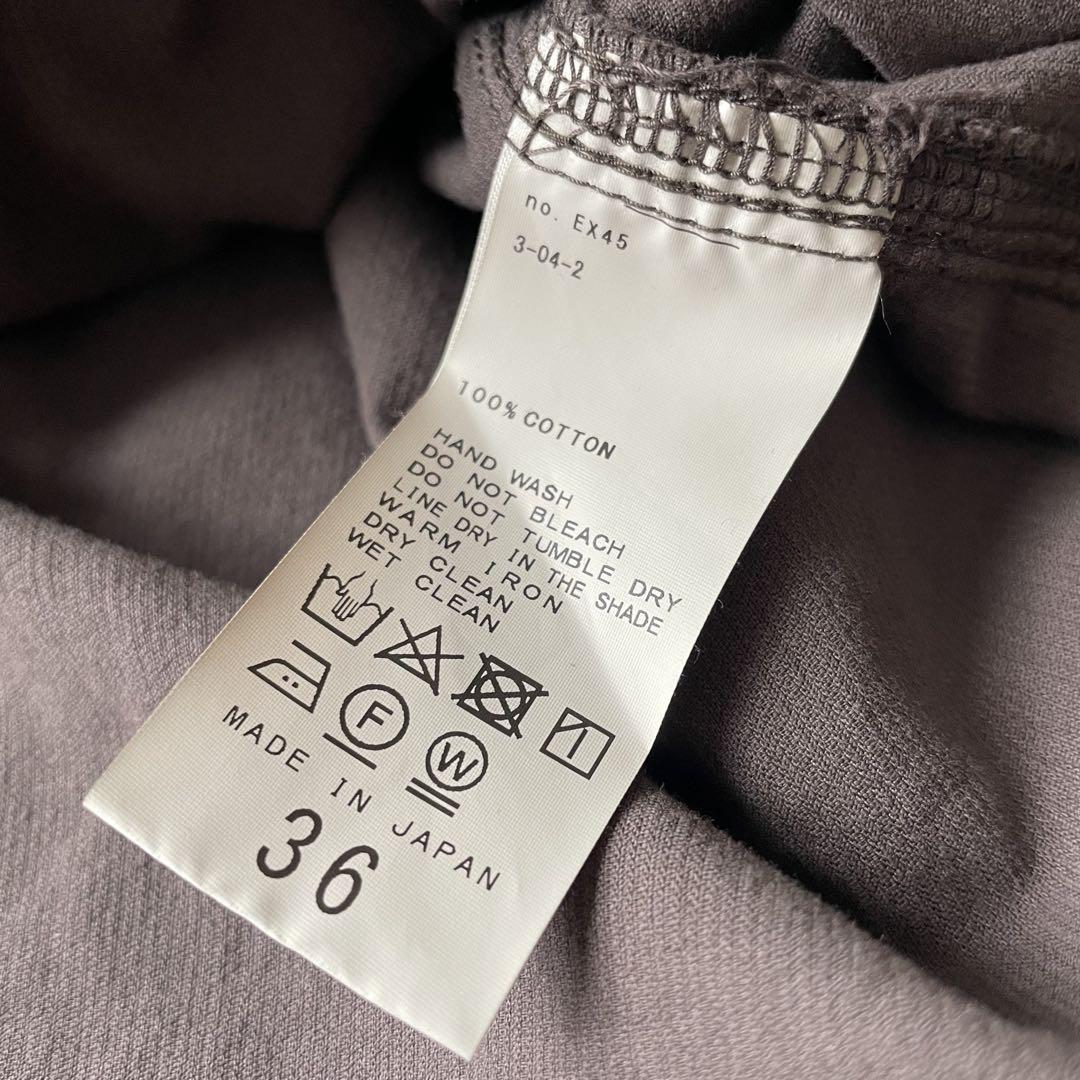 no. EX45
3-04-2
100% COTTON
HAND WASH
DO NOT BLEACH
DO NOT TUMBLE DRY
LINE DRY IN THE SHADE
WARM IRON
DRY CLEAN
WET CLEAN
F
W
MADE IN JAPAN
36